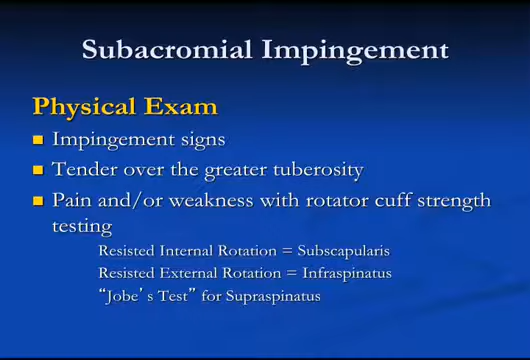 Subacromial Impingement
Physical Exam
Impingement signs
Tender over the greater tuberosity
Pain and/or weakness with rotator cuff strength
testing
Resisted Internal Rotation = Subscapularis
Resisted External Rotation = Infraspinatus
“Jobe’s Test” for Supraspinatus